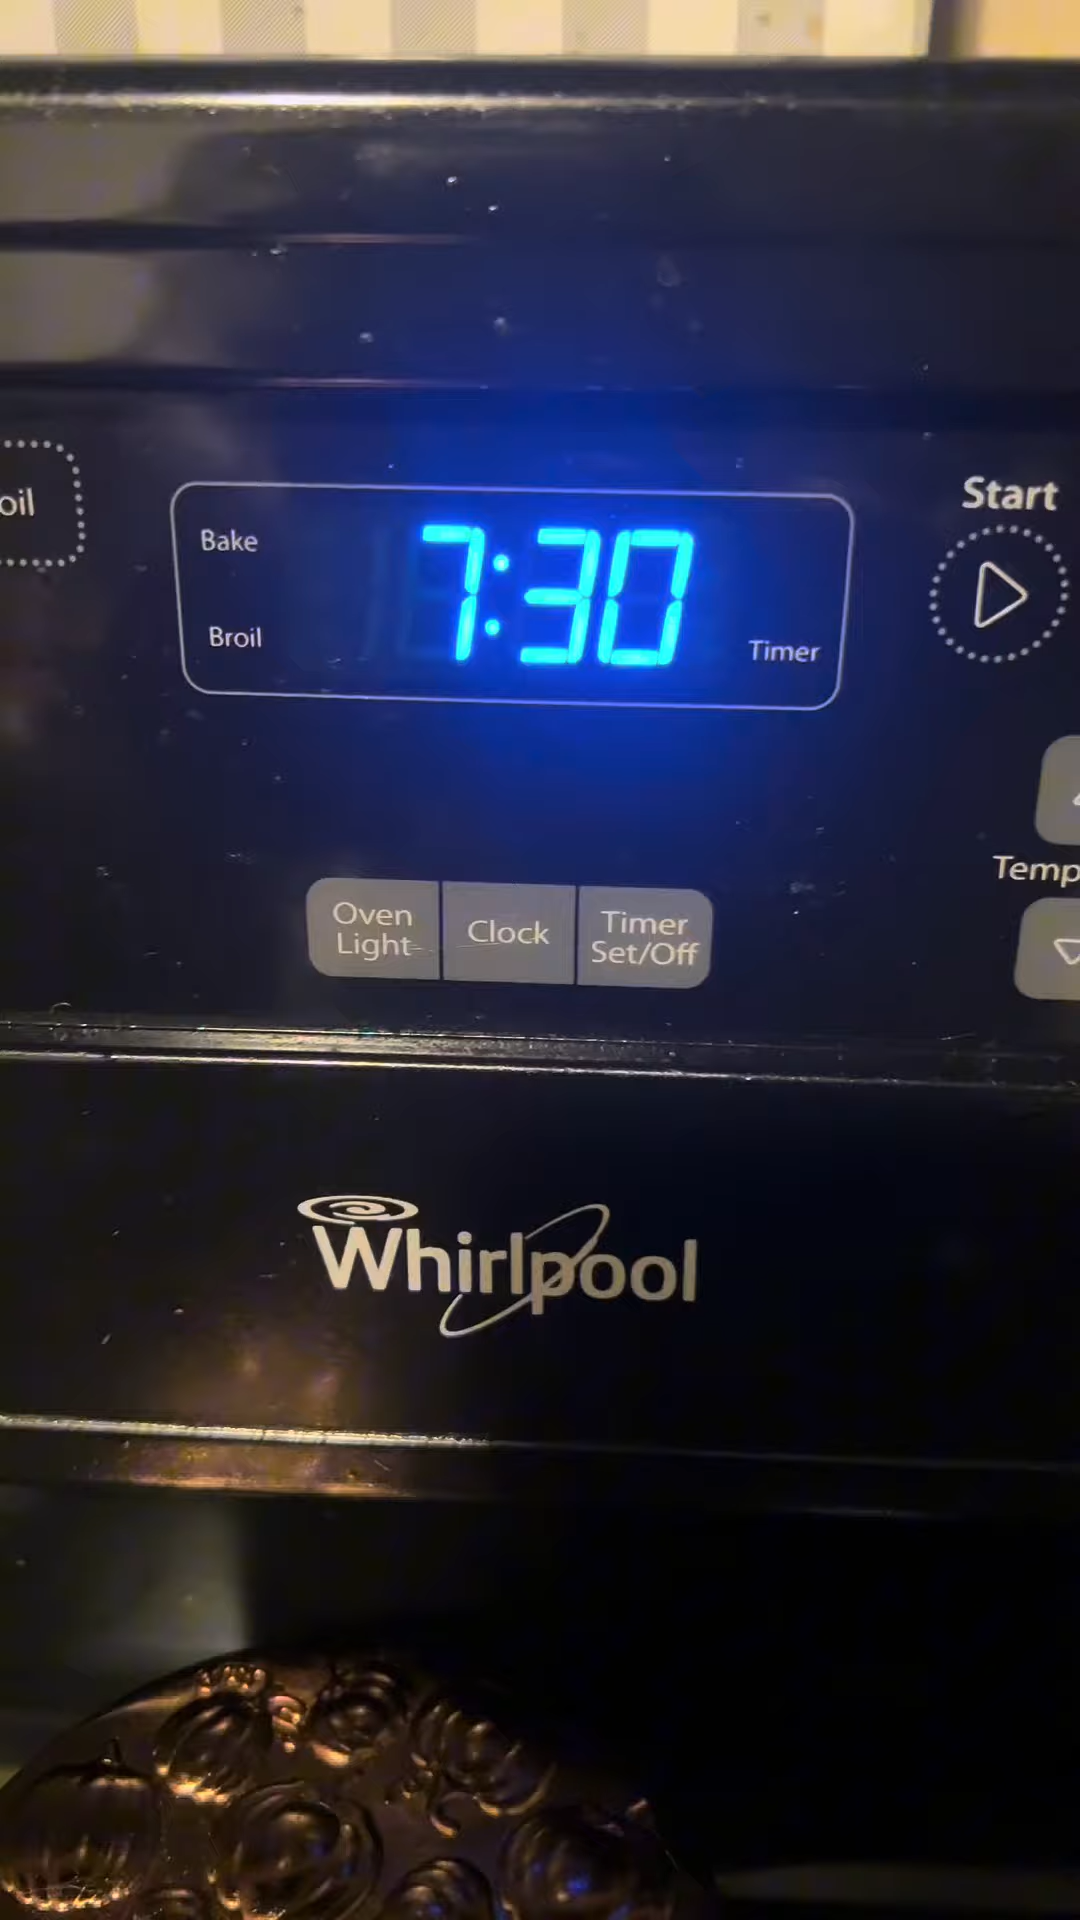 oil
Bake
7:30
Start
Broil
Timer
Temp
Oven
Light
Clock
Timer
Set/Off
Whirlpool